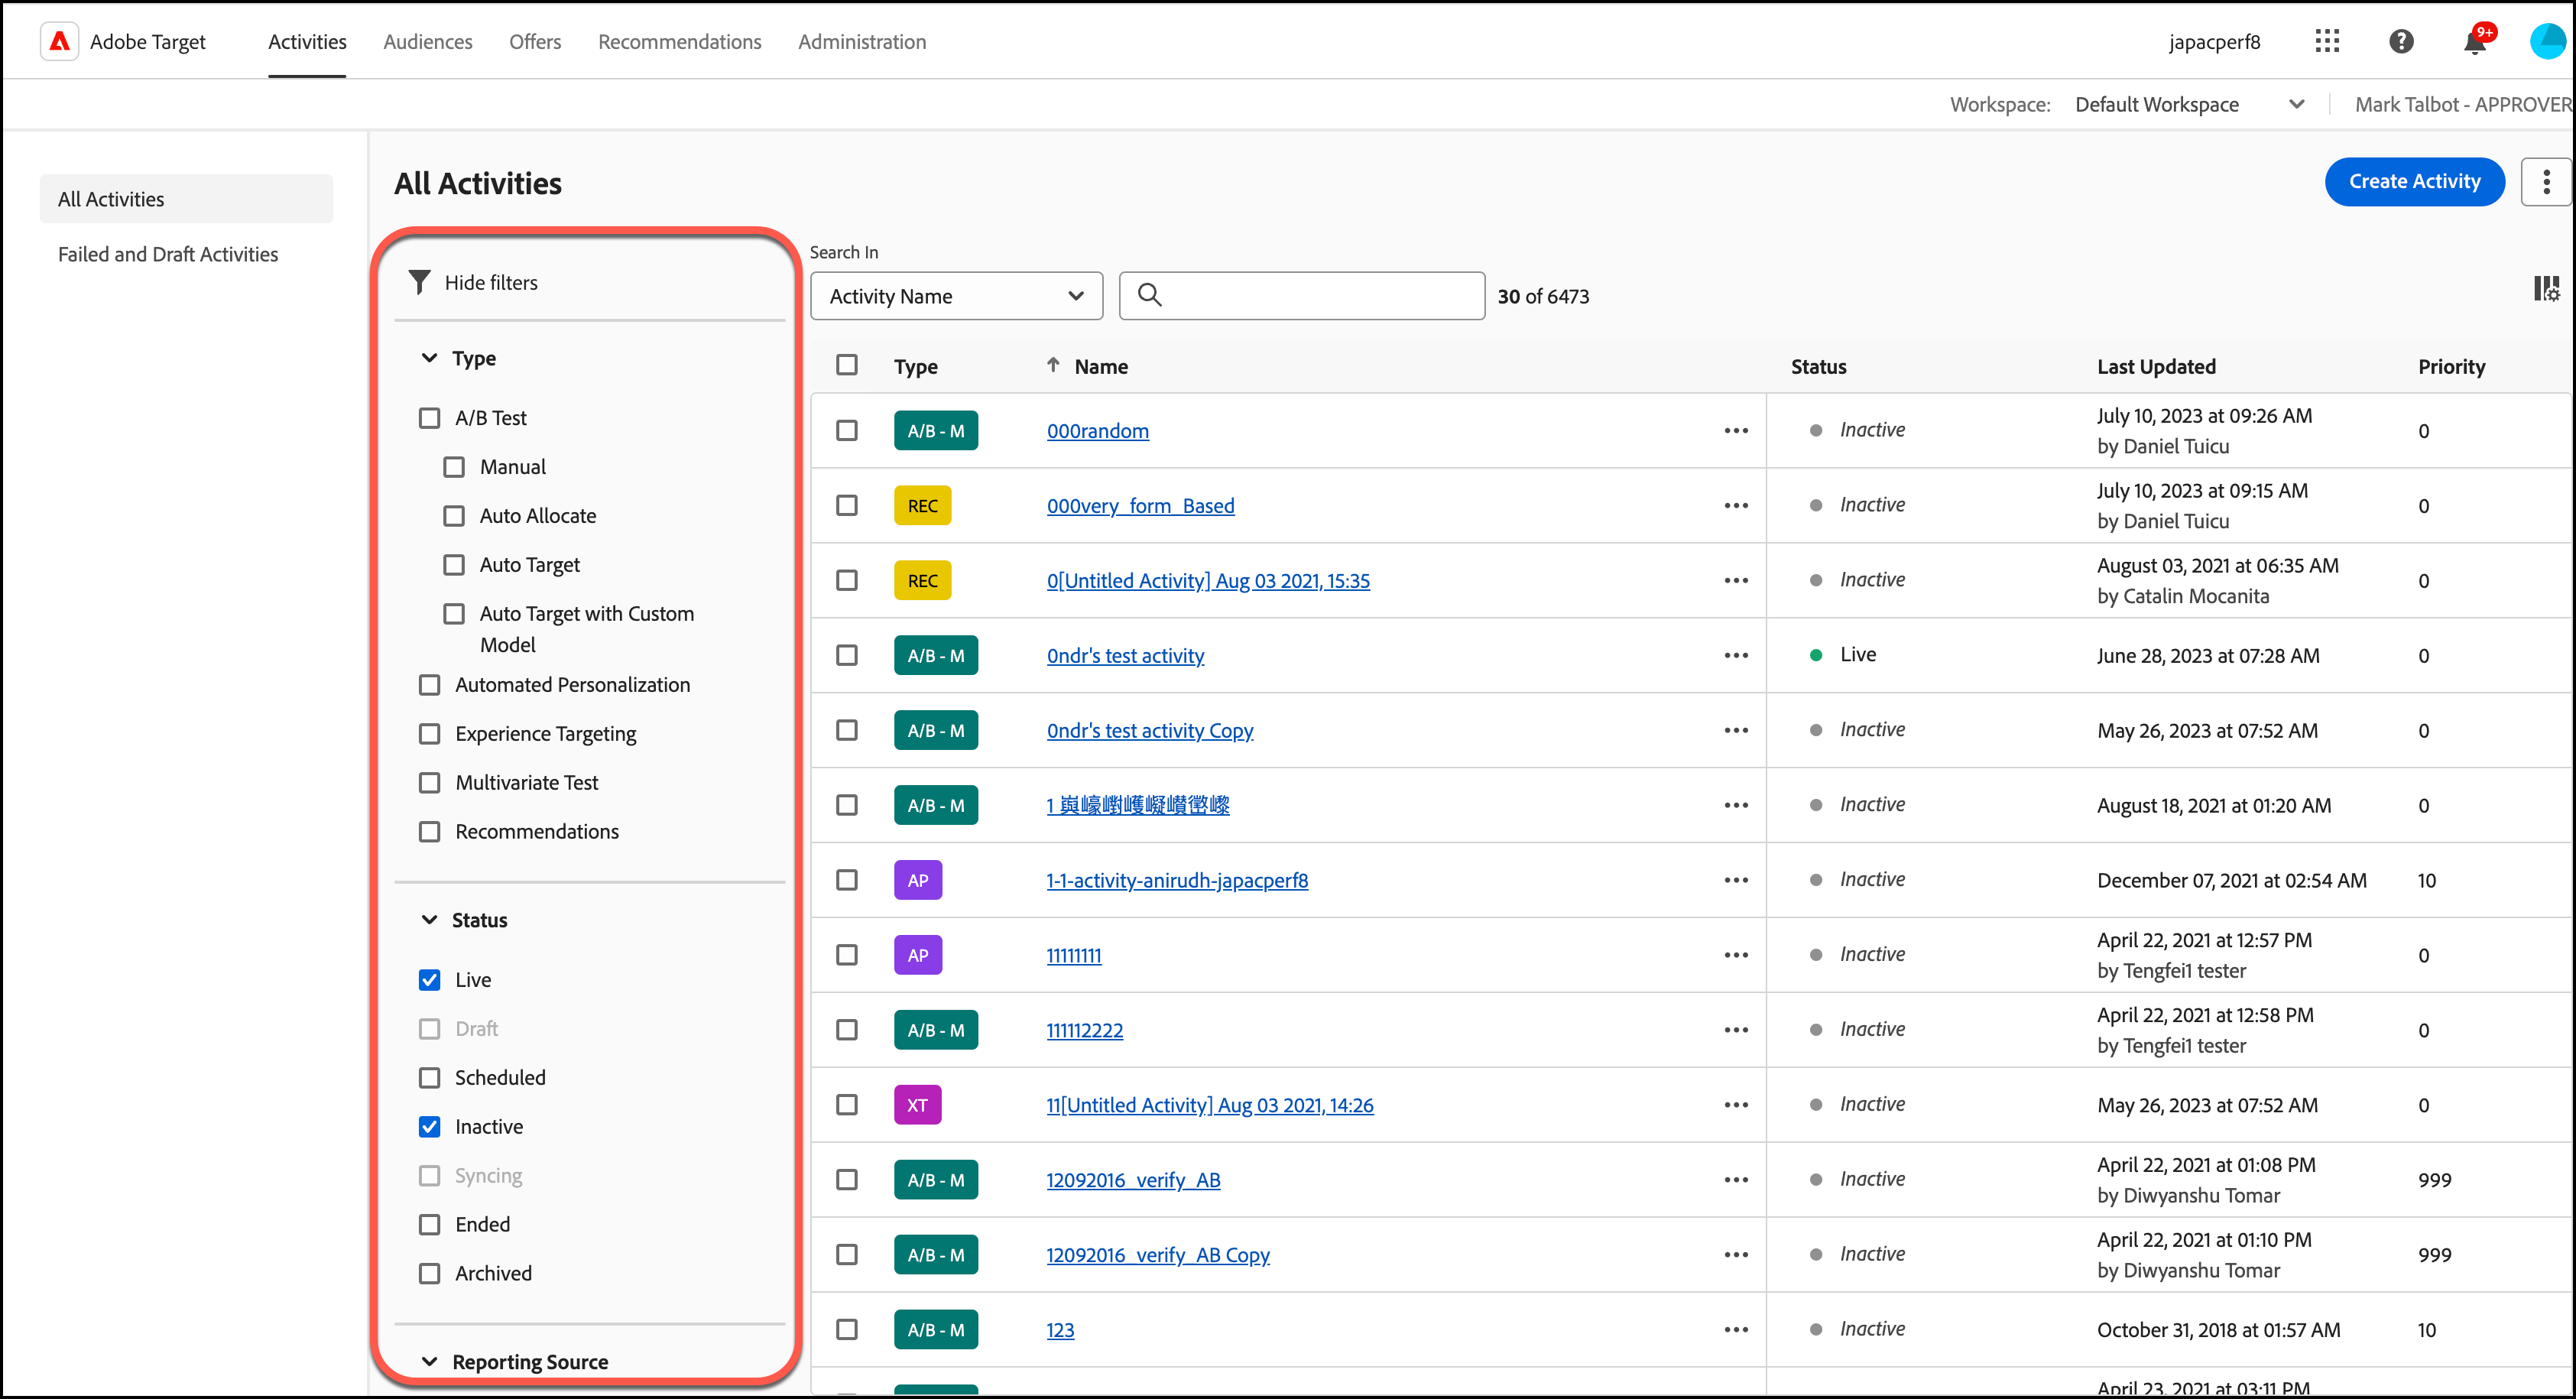 Adobe Target
Activities
Audiences
Offers
Recommendations
Administration
japacperf8
9+
Workspace:
Default Workspace
Mark Talbot - APPROVER
All Activities
Failed and Draft Activities
All Activities
Create Activity
Hide filters
Type
A/B Test
Manual
Auto Allocate
Auto Target
Auto Target with Custom
Model
Automated Personalization
Experience Targeting
Multivariate Test
Recommendations
Status
Live
Draft
Scheduled
Inactive
Syncing
Ended
Archived
Reporting Source
Search In
Activity Name
30 of 6473
Type Name Status Last Updated Priority
A/B - M 000random Inactive July 10, 2023 at 09:26 AM 0
by Daniel Tuicu
REC 000very_form_Based Inactive July 10, 2023 at 09:15 AM 0
by Daniel Tuicu
REC 0[Untitled Activity] Aug 03 2021, 15:35 Inactive August 03, 2021 at 06:35 AM 0
by Catalin Mocanita
A/B - M 0ndr's test activity Live June 28, 2023 at 07:28 AM 0
A/B - M 0ndr's test activity Copy Inactive May 26, 2023 at 07:52 AM 0
A/B - M 1 Inactive August 18, 2021 at 01:20 AM 0
AP 1-1-activity-anirudh-japacperf8 Inactive December 07, 2021 at 02:54 AM 10
AP 11111111 Inactive April 22, 2021 at 12:57 PM 0
by Tengfei1 tester
A/B - M 111112222 Inactive April 22, 2021 at 12:58 PM 0
by Tengfei1 tester
XT 11[Untitled Activity] Aug 03 2021, 14:26 Inactive May 26, 2023 at 07:52 AM 0
A/B - M 12092016_verify_AB Inactive April 22, 2021 at 01:08 PM 999
by Diwyanshu Tomar
A/B - M 12092016_verify_AB Copy Inactive April 22, 2021 at 01:10 PM 999
by Diwyanshu Tomar
A/B - M 123 Inactive October 31, 2018 at 01:57 AM 10
April 23, 2021 at 03:11 PM